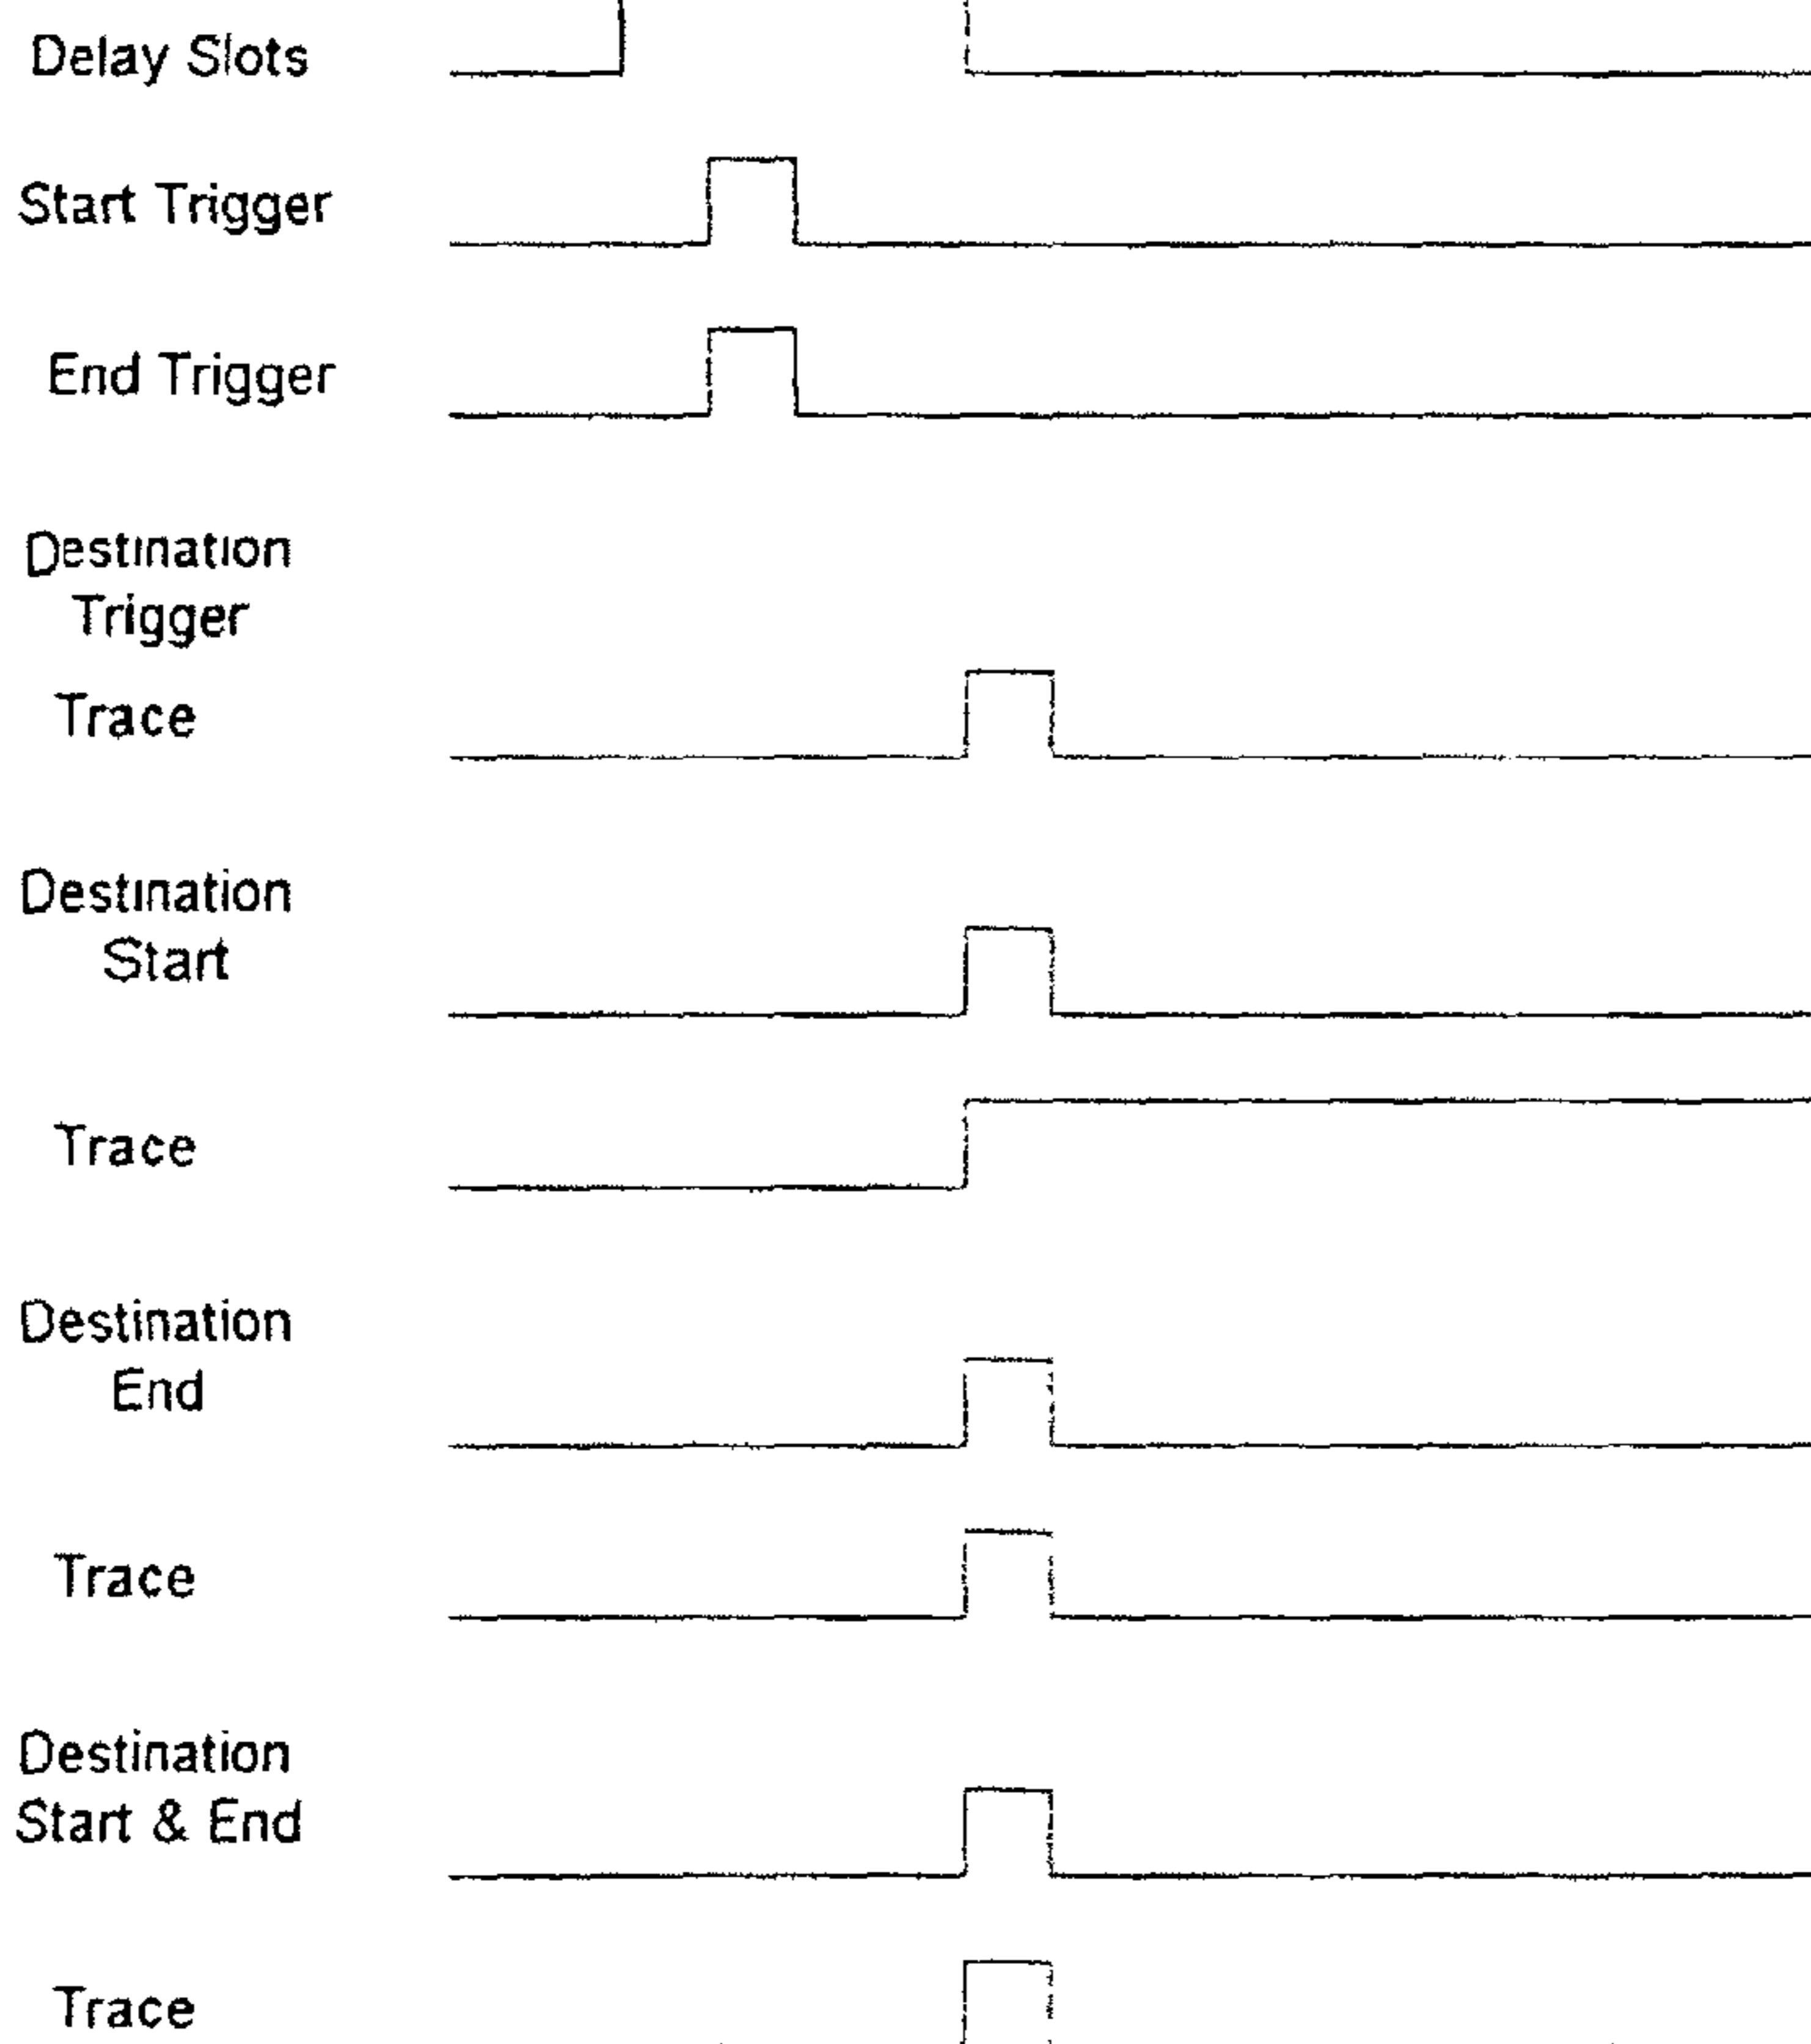 Delay Slots
Start Trigger
End Trigger
Destination
Trigger
Trace
Destination
Start
Trace
Destination
End
Trace
Destination
Start & End
Trace